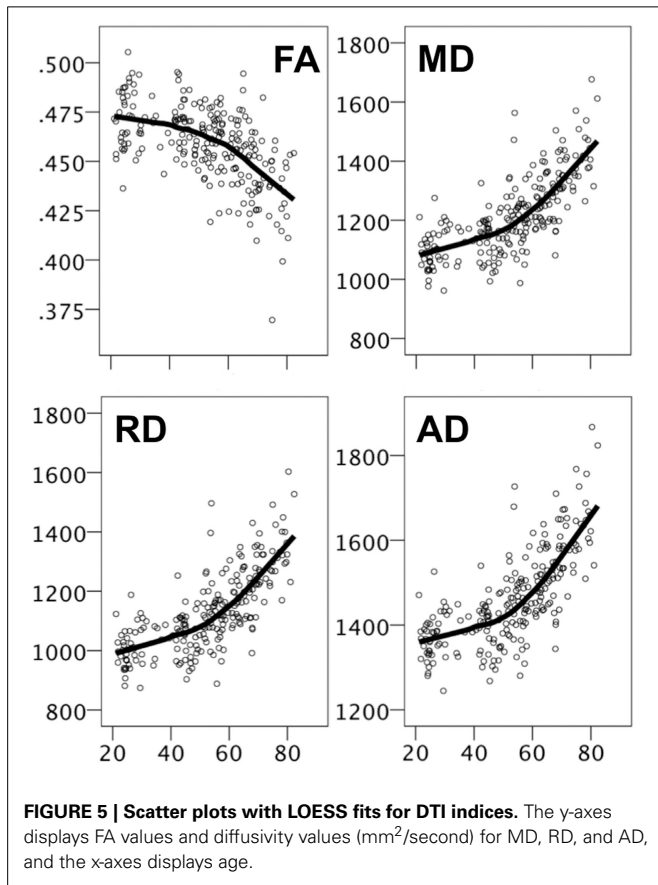 FA
.500
.475
.450
.425
.400
.375
MD
1800
1600
1400
1200
1000
800
RD
1800
1600
1400
1200
1000
800
20 40 60 80
AD
1800
1600
1400
1200
20 40 60 80
FIGURE 5 | Scatter plots with LOESS fits for DTI indices. The y-axes
displays FA values and diffusivity values (mm²/second) for MD, RD, and AD,
and the x-axes displays age.